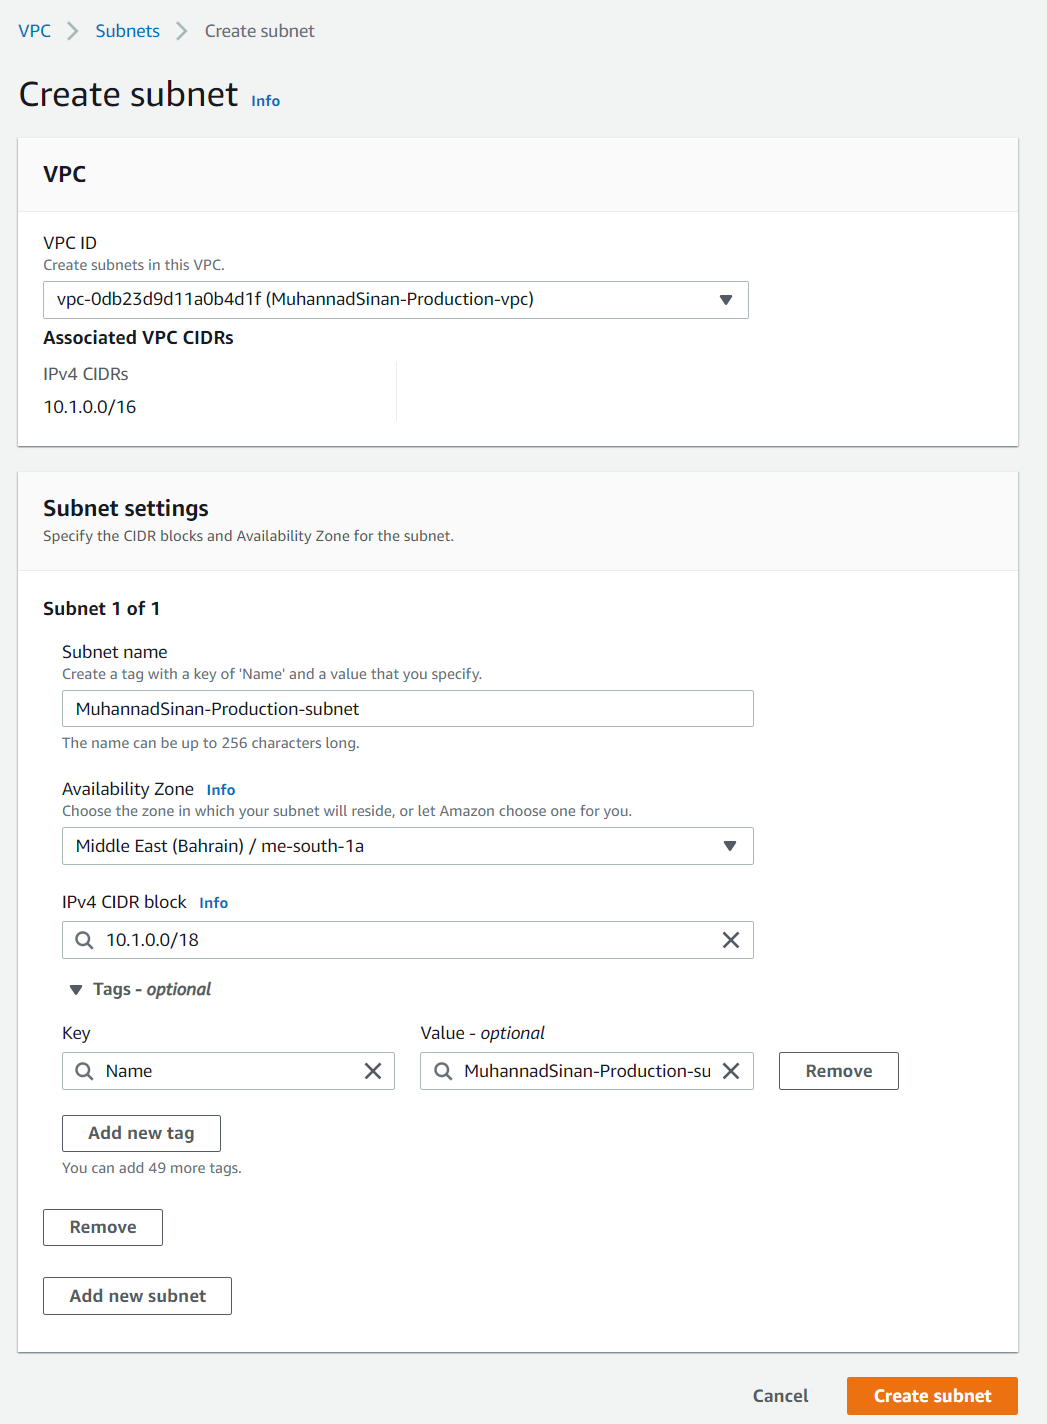 VPC > Subnets > Create subnet
Create subnet Info
VPC
VPC ID
Create subnets in this VPC.
vpc-0db23d9d11a0b4d1f (MuhannadSinan-Production-vpc)
Associated VPC CIDRs
IPv4 CIDRs
10.1.0.0/16
Subnet settings
Specify the CIDR blocks and Availability Zone for the subnet.
Subnet 1 of 1
Subnet name
Create a tag with a key of 'Name' and a value that you specify.
MuhannadSinan-Production-subnet
The name can be up to 256 characters long.
Availability Zone Info
Choose the zone in which your subnet will reside, or let Amazon choose one for you.
Middle East (Bahrain) / me-south-1a
IPv4 CIDR block Info
10.1.0.0/18
Tags - optional
Key Value - optional
Name MuhannadSinan-Production-su Remove
Add new tag
You can add 49 more tags.
Remove
Add new subnet
Cancel Create subnet